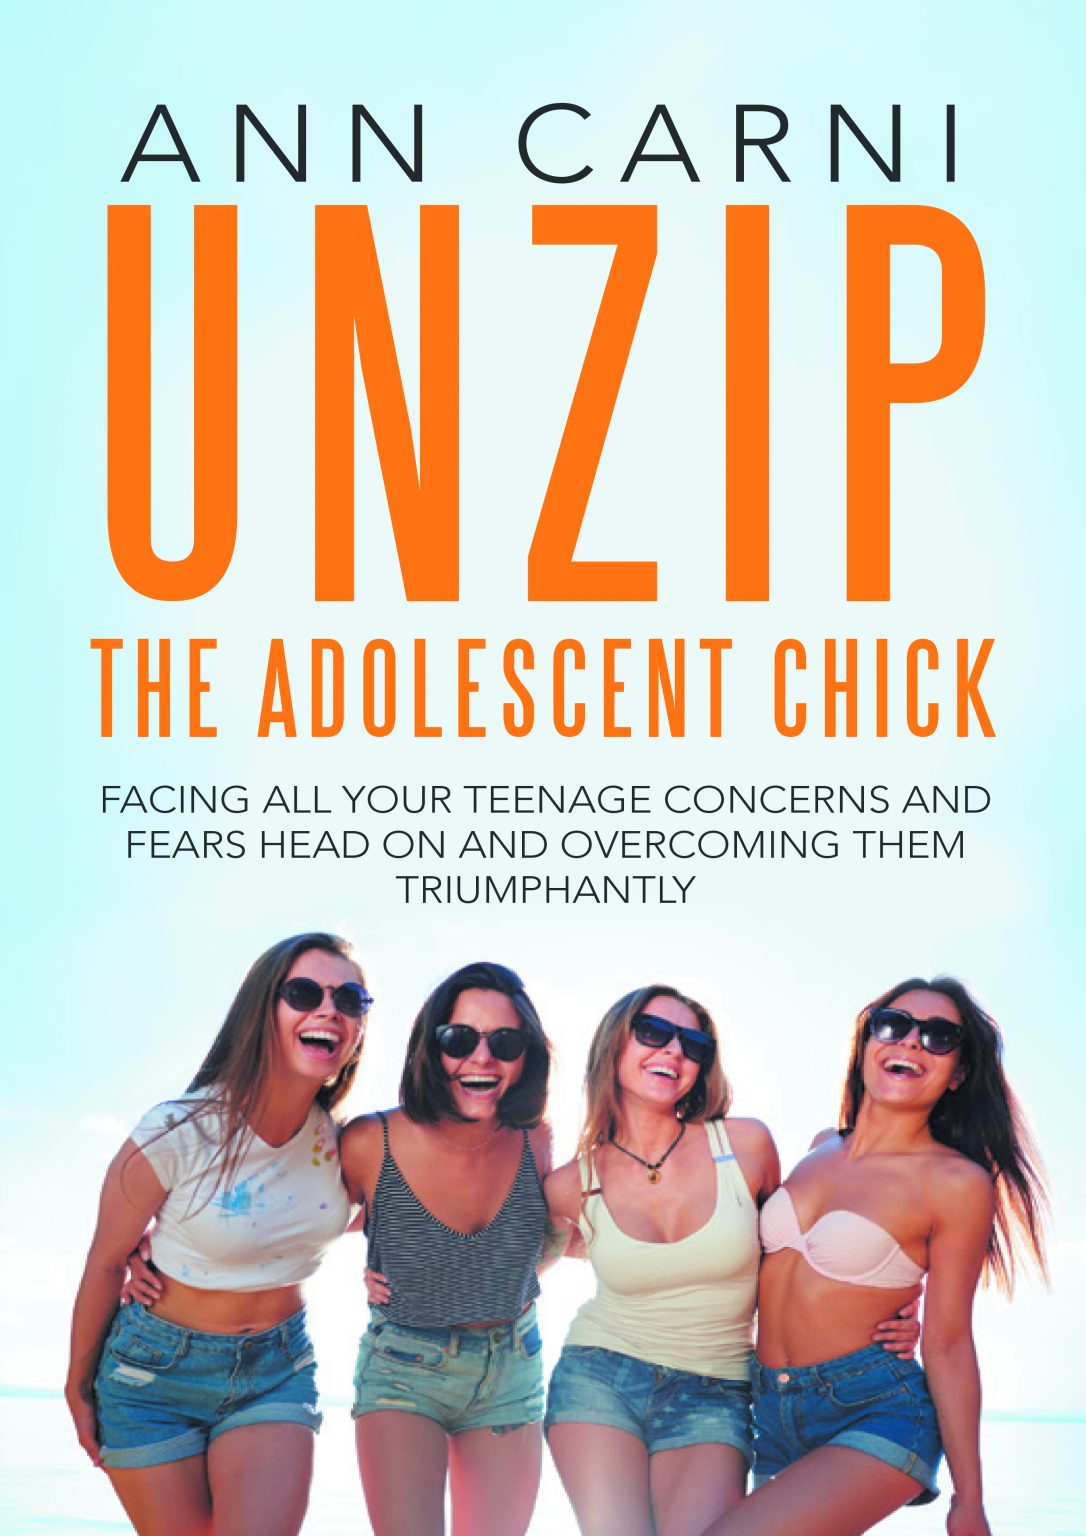 ANN CARNI
UNZIP
THE ADOLESCENT CHICK
FACING ALL YOUR TEENAGE CONCERNS AND
FEARS HEAD ON AND OVERCOMING THEM
TRIUMPHANTLY